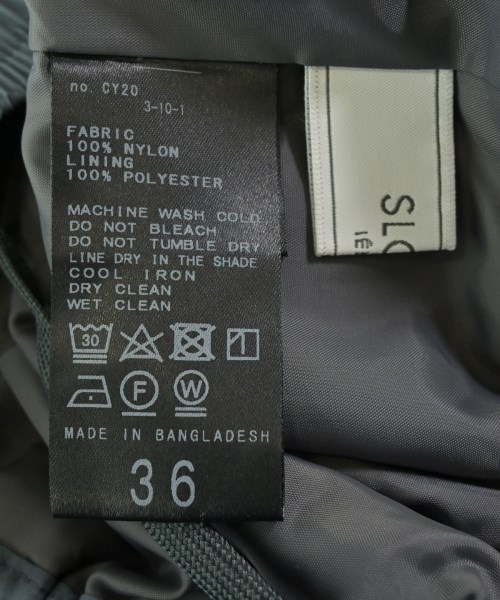 no. CY20
3-10-1
FABRIC
100% NYLON
LINING
100% POLYESTER
MACHINE WASH COLD
DO NOT BLEACH
DO NOT TUMBLE DRY
LINE DRY IN THE SHADE
COOL IRON
DRY CLEAN
WET CLEAN
30
F W
MADE IN BANGLADESH
36
SLO
IÉ